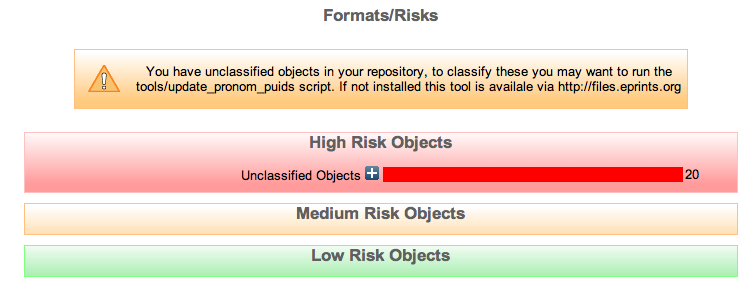 Formats/Risks
You have unclassified objects in your repository, to classify these you may want to run the
tools/update_pronom_puids script. If not installed this tool is availale via http://files.eprints.org
High Risk Objects
Unclassified Objects 20
Medium Risk Objects
Low Risk Objects